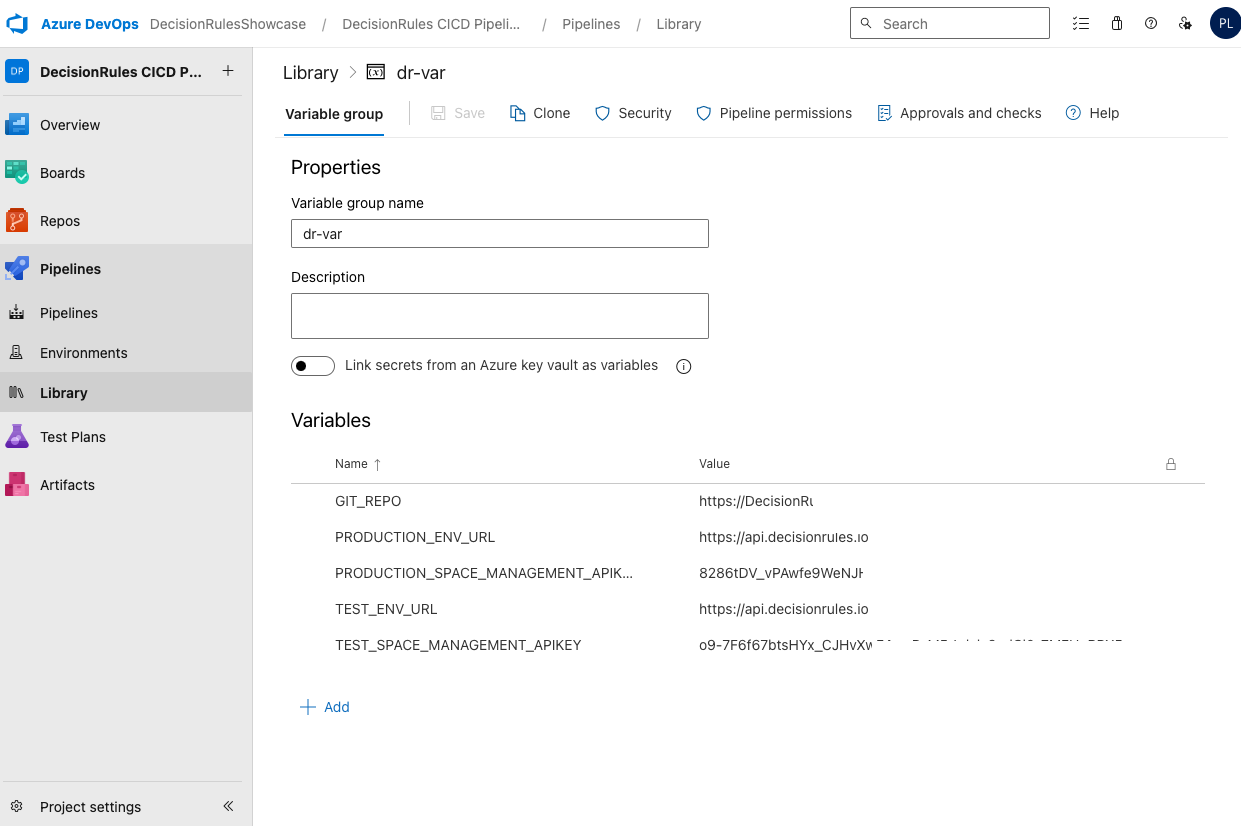 Azure DevOps DecisionRulesShowcase / DecisionRules CICD Pipeli... / Pipelines / Library Search PL
DP DecisionRules CICD P... +
Overview
Boards
Repos
Pipelines
Pipelines
Environments
Library
Test Plans
Artifacts
Project settings
Library > dr-var
Variable group Save Clone Security Pipeline permissions Approvals and checks Help
Properties
Variable group name
dr-var
Description
Link secrets from an Azure key vault as variables
Variables
Name ↑ Value
GIT_REPO https://DecisionRu
PRODUCTION_ENV_URL https://api.decisionrules.io
PRODUCTION_SPACE_MANAGEMENT_APIK... 8286tDV_vPAwfe9WeNJH
TEST_ENV_URL https://api.decisionrules.io
TEST_SPACE_MANAGEMENT_APIKEY o9-7F6f67btsHYx_CJHvXw
+ Add